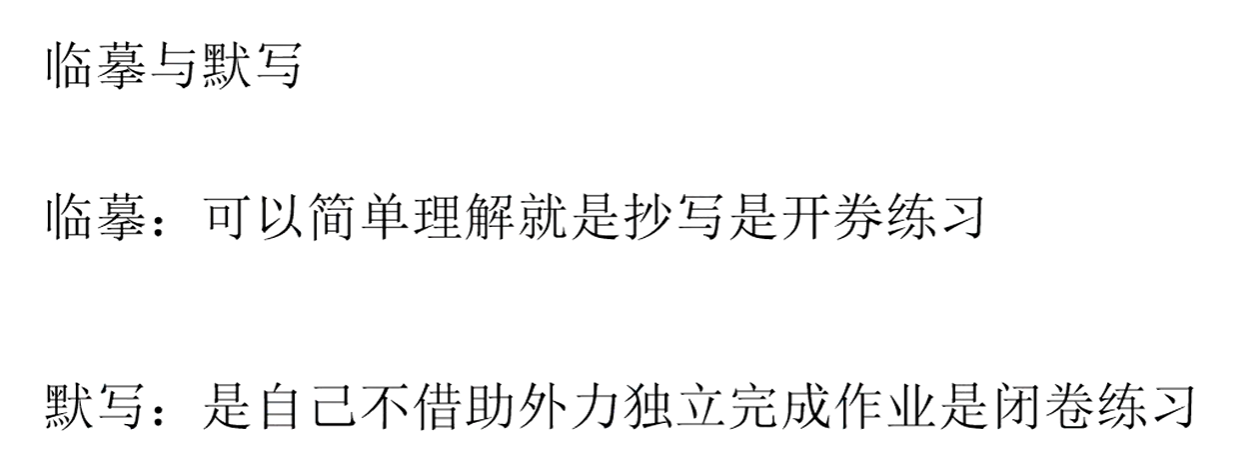 临摹与默写
临摹：可以简单理解就是抄写是开券练习
默写：是自己不借助外力独立完成作业是闭卷练习